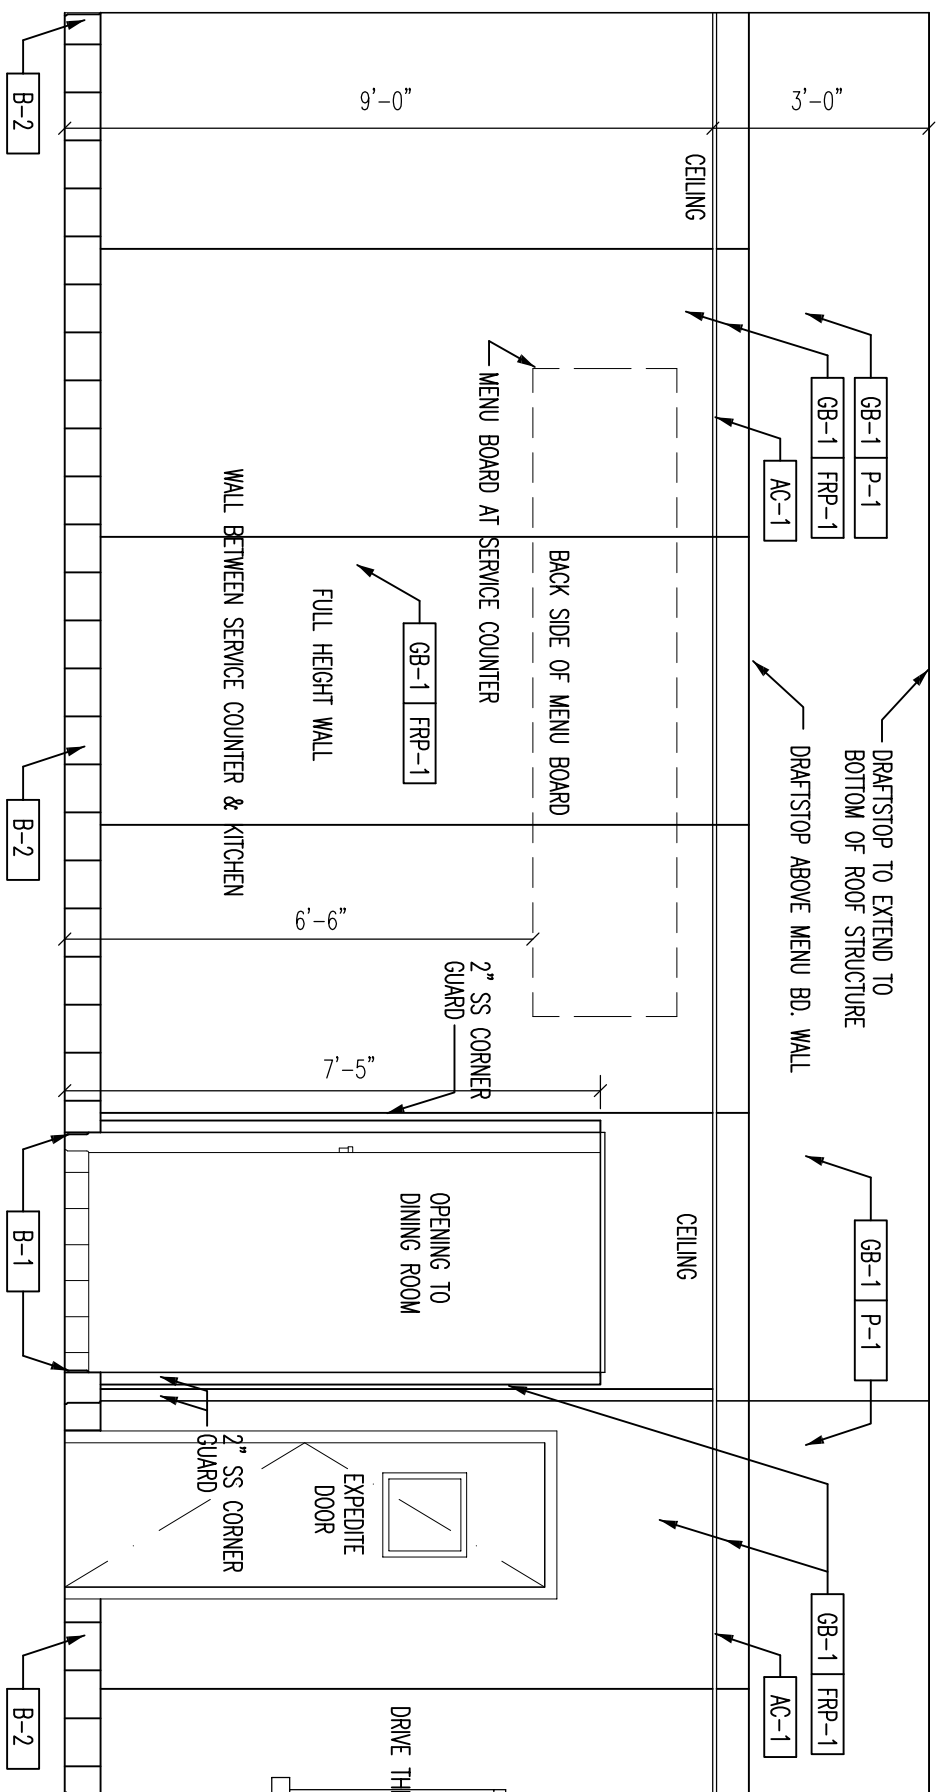 DRAFTSTOP TO EXTEND TO
BOTTOM OF ROOF STRUCTURE
DRAFTSTOP ABOVE MENU BD. WALL
3'-0"
GB-1 P-1
GB-1 FRP-1
AC-1
GB-1 P-1
GB-1 FRP-1
AC-1
CEILING
CEILING
9'-0"
BACK SIDE OF MENU BOARD
MENU BOARD AT SERVICE COUNTER
GB-1 FRP-1
FULL HEIGHT WALL
WALL BETWEEN SERVICE COUNTER & KITCHEN
6'-6"
2" SS CORNER
GUARD
7'-5"
OPENING TO
DINING ROOM
EXPEDITE
DOOR
2" SS CORNER
GUARD
DRIVE
B-2
B-2
B-1
B-2